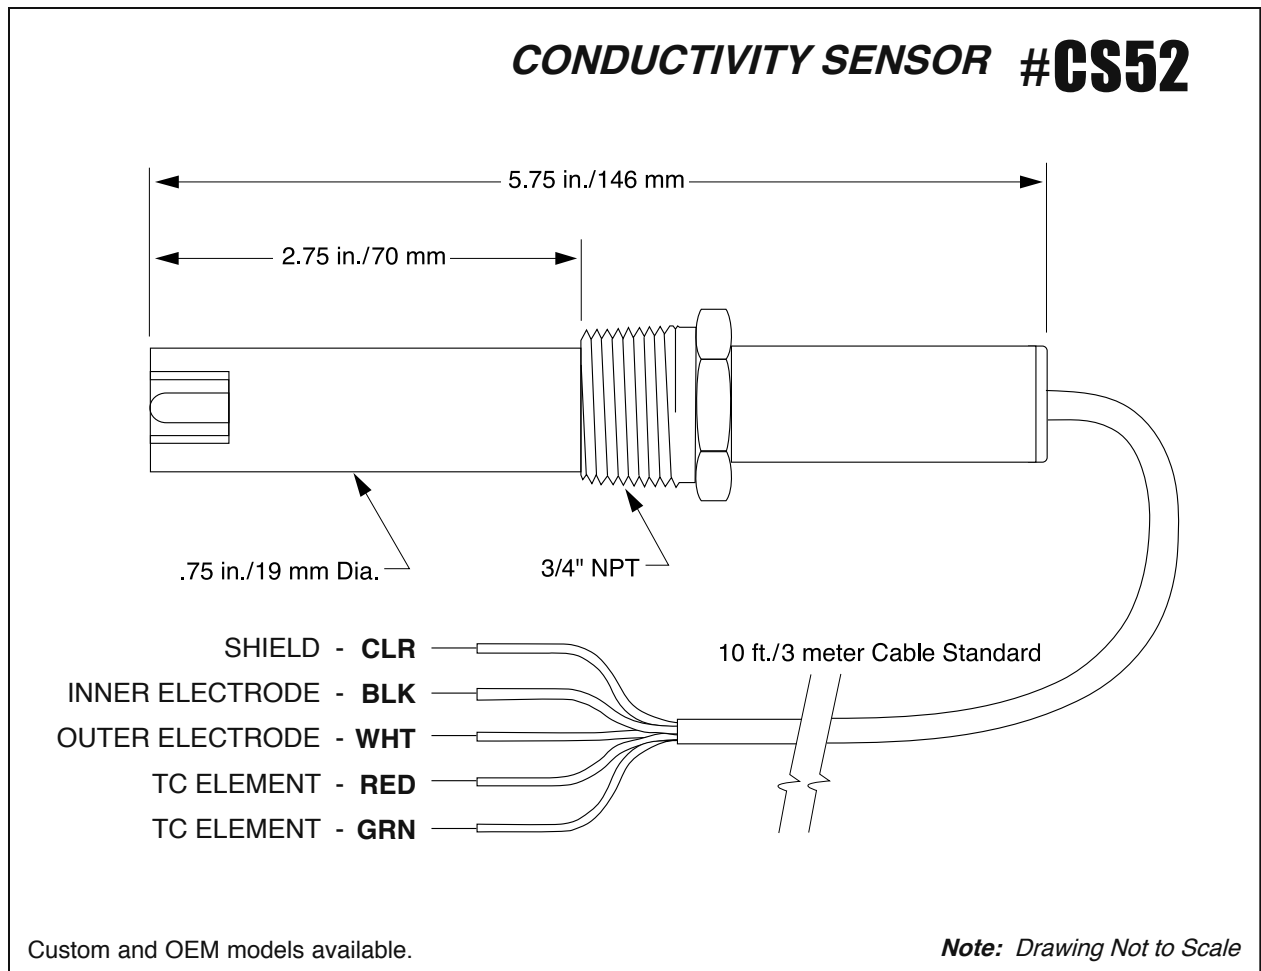 CONDUCTIVITY SENSOR #CS52
5.75 in./146 mm
2.75 in./70 mm
.75 in./19 mm Dia.
3/4" NPT
10 ft./3 meter Cable Standard
SHIELD - CLR
INNER ELECTRODE - BLK
OUTER ELECTRODE - WHT
TC ELEMENT - RED
TC ELEMENT - GRN
Custom and OEM models available.
Note: Drawing Not to Scale